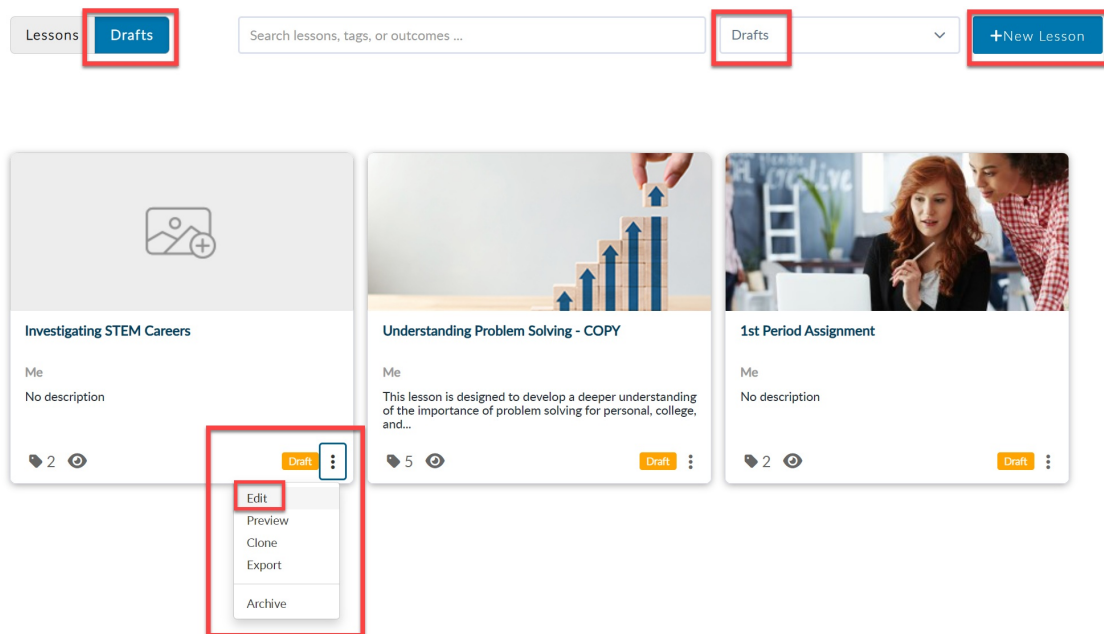 Lessons Drafts Search lessons, tags, or outcomes ... Drafts +New Lesson
creative
Investigating STEM Careers
Me
No description
2
Draft
Edit
Preview
Clone
Export
Archive
Understanding Problem Solving - COPY
Me
This lesson is designed to develop a deeper understanding
of the importance of problem solving for personal, college,
and...
5
Draft
1st Period Assignment
Me
No description
2
Draft